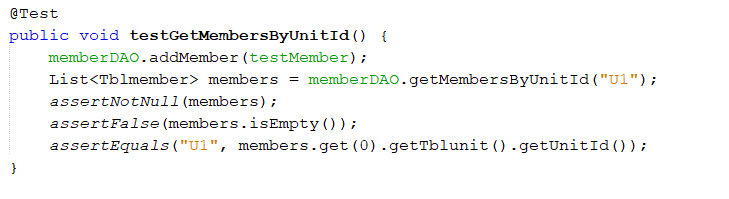 @Test
public void testGetMembersByUnitId() {
    memberDAO.addMember(testMember);
    List<Tblmember> members = memberDAO.getMembersByUnitId("U1");
    assertNotNull(members);
    assertFalse(members.isEmpty());
    assertEquals("U1", members.get(0).getTblunit().getUnitId());
}